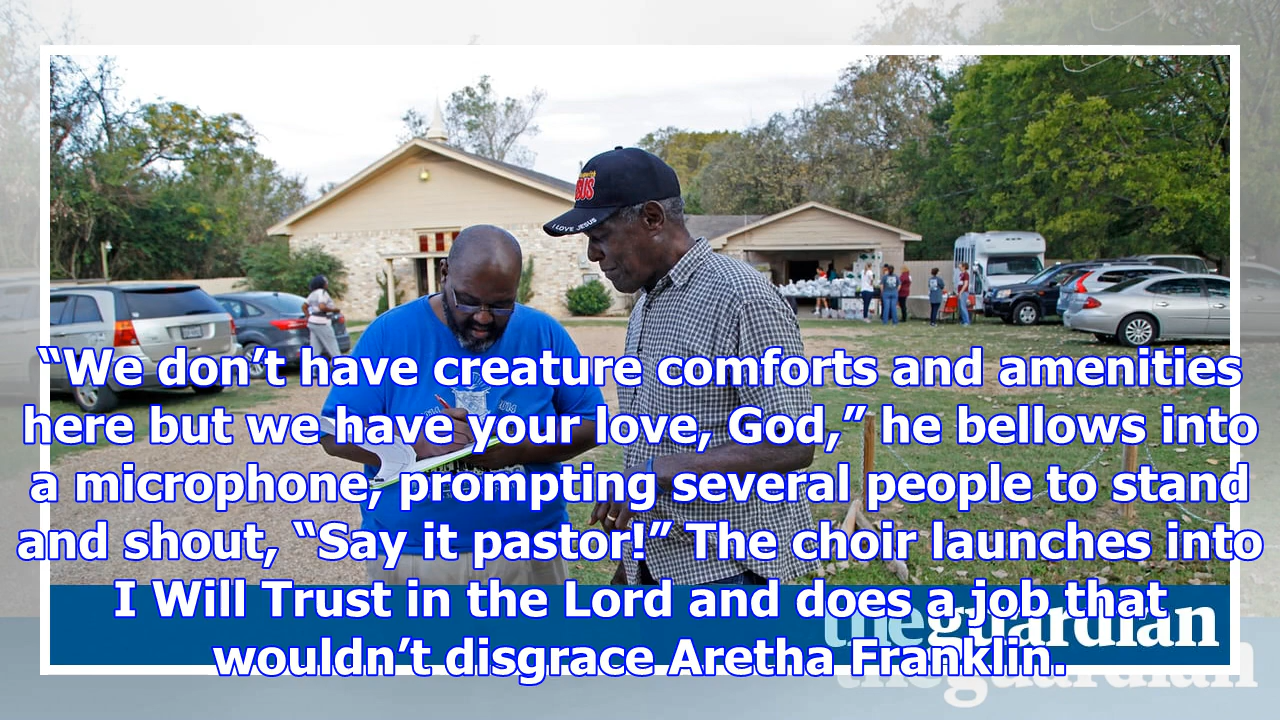 JESUS
I LOVE JESUS
“We don’t have creature comforts and amenities
here but we have your love, God,” he bellows into
a microphone, prompting several people to stand
and shout, “Say it pastor!” The choir launches into
I Will Trust in the Lord and does a job that
wouldn’t disgrace Aretha Franklin.
theguardian
theguardian